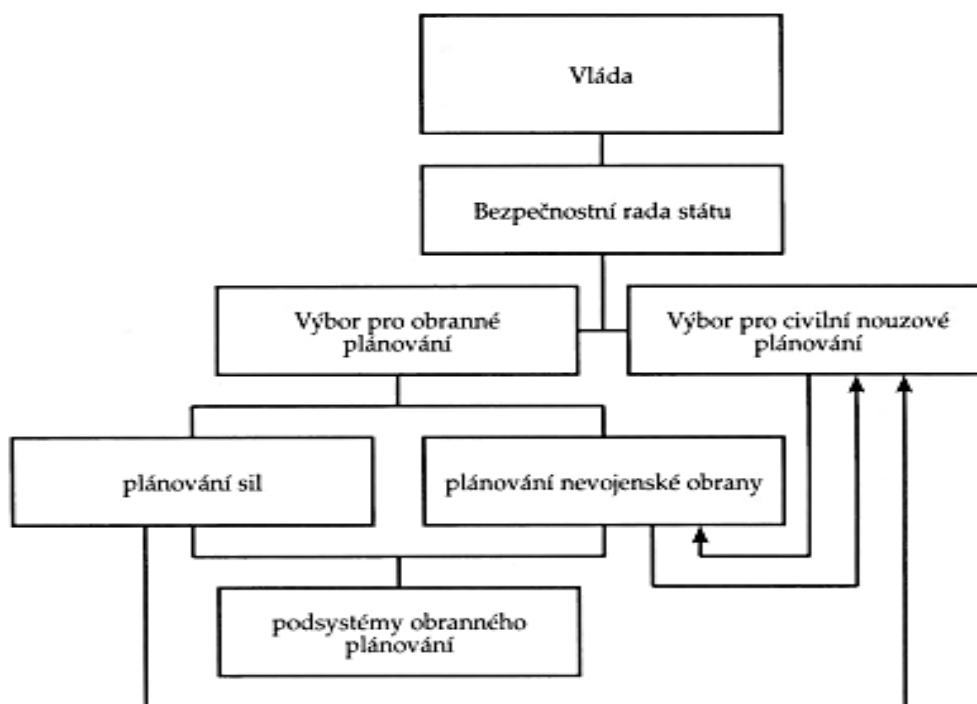 Vláda
Bezpečnostní rada státu
Výbor pro obranné
plánování
Výbor pro civilní nouzové
plánování
plánování sil
plánování nevojenské obrany
podsystémy obranného
plánování